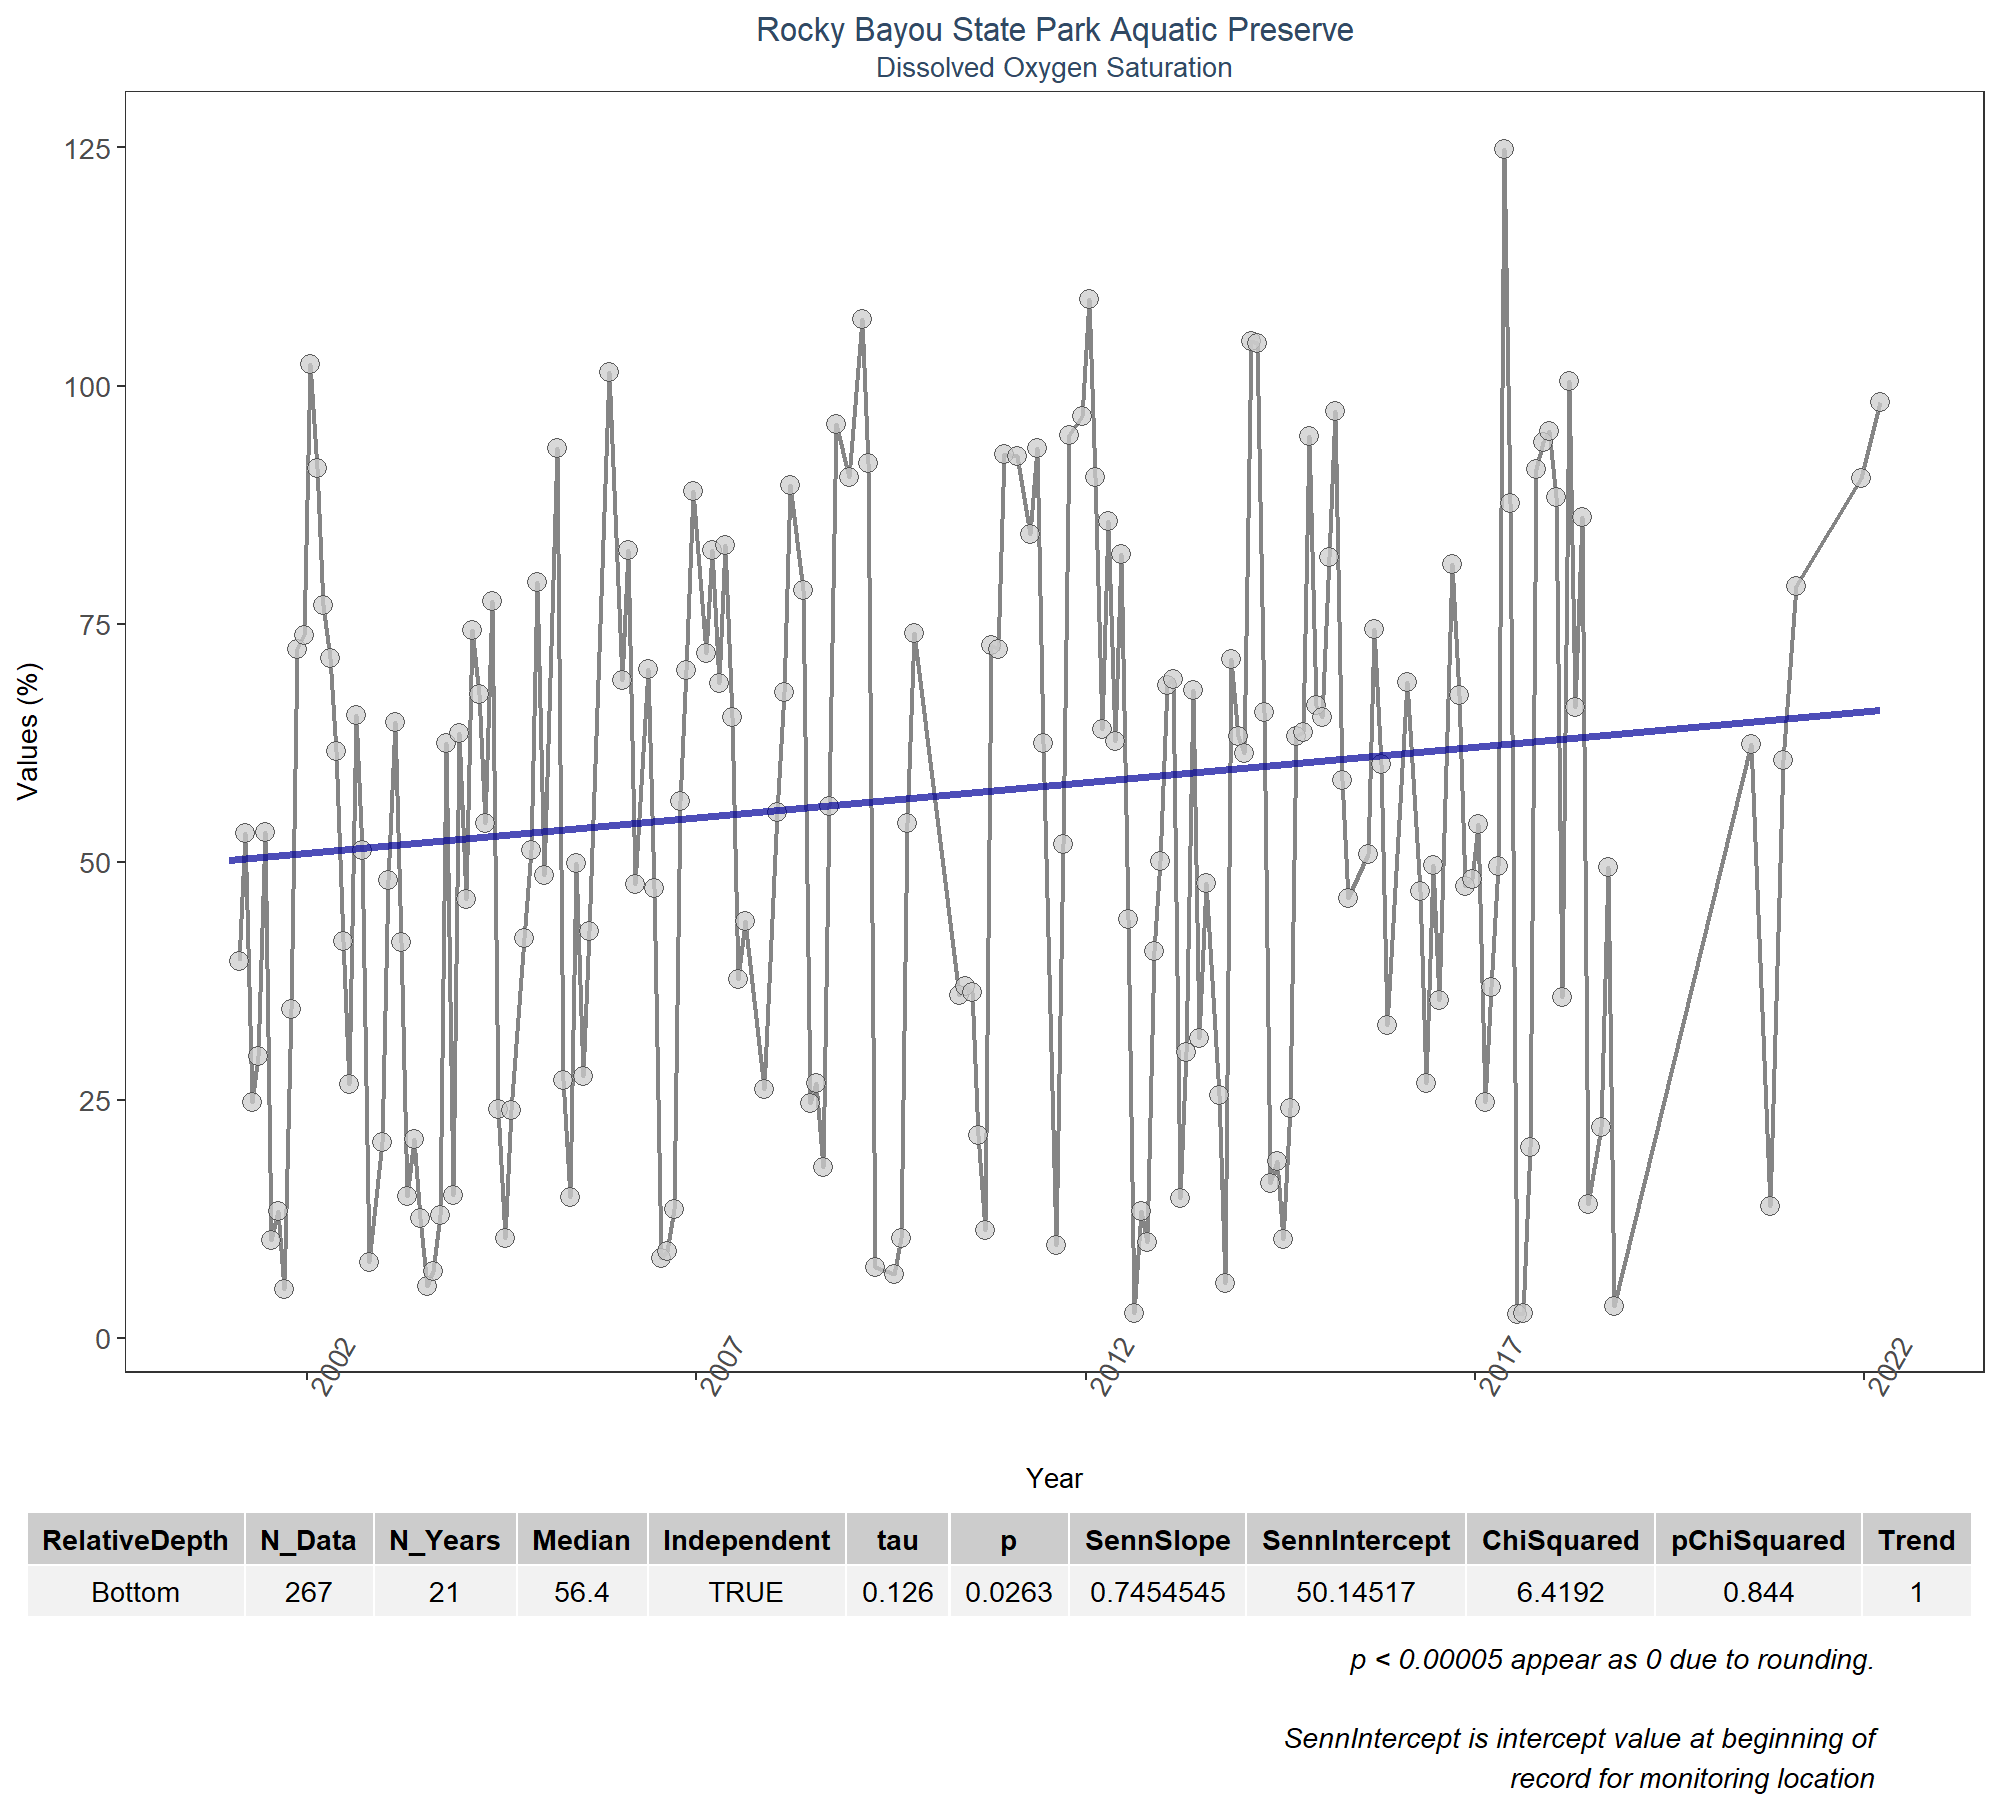 Rocky Bayou State Park Aquatic Preserve
Dissolved Oxygen Saturation
125
100
75
50
25
0
Values (%)
2002
2007
2012
2017
2022
Year
RelativeDepth N_Data N_Years Median Independent tau p SennSlope SennIntercept ChiSquared pChiSquared Trend
Bottom 267 21 56.4 TRUE 0.126 0.0263 0.7454545 50.14517 6.4192 0.844 1
p < 0.00005 appear as 0 due to rounding.
SennIntercept is intercept value at beginning of
record for monitoring location